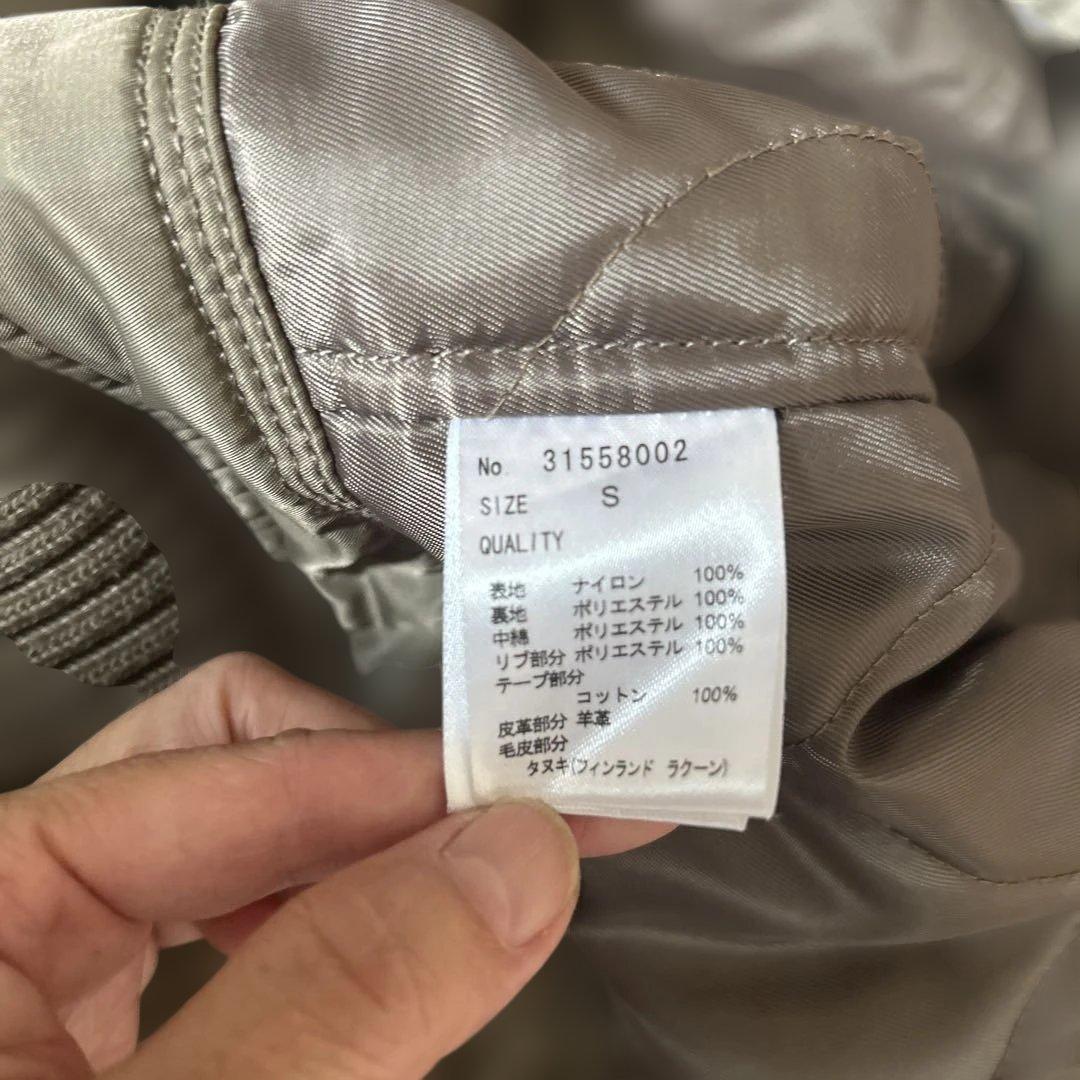 No. 31558002
SIZE S
QUALITY
表地 ナイロン 100%
裏地 ポリエステル 100%
中綿 ポリエステル 100%
リブ部分 ポリエステル 100%
テープ部分
コットン 100%
皮革部分 羊革
毛皮部分
タヌキ(フィンランド ラクーン)